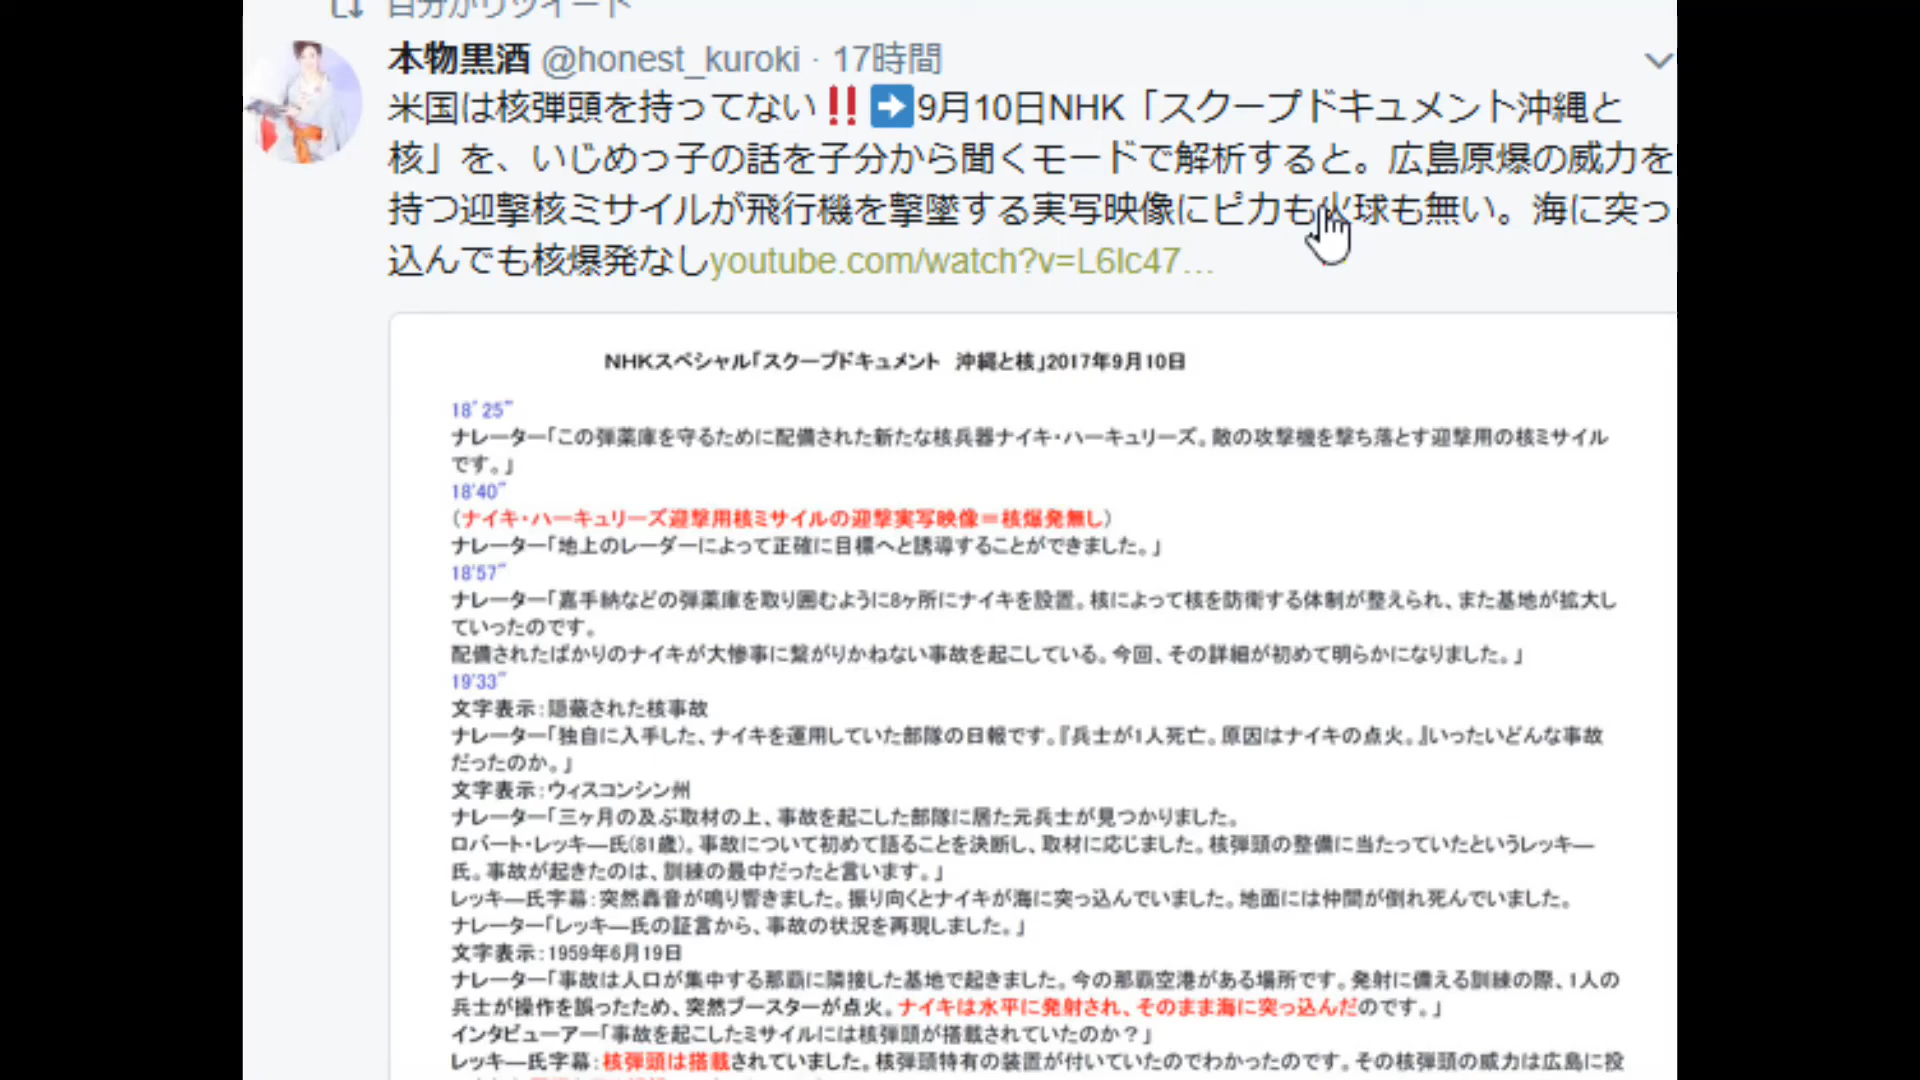 自分がリツイート
本物黒酒 @honest_kuroki · 17時間
米国は核弾頭を持ってない‼️➡️9月10日NHK「スクープドキュメント沖縄と
核」を、いじめっ子の話を子分から聞くモードで解析すると。広島原爆の威力を
持つ迎撃核ミサイルが飛行機を撃墜する実写映像にピカも火球も無い。海に突っ
込んでも核爆発なしyoutube.com/watch?v=L6lc47…
NHKスペシャル「スクープドキュメント 沖縄と核」2017年9月10日
18'25"
ナレーター「この弾薬庫を守るために配備された新たな核兵器ナイキ・ハーキュリーズ。敵の攻撃機を撃ち落とす迎撃用の核ミサイル
です。」
18'40"
(ナイキ・ハーキュリーズ迎撃用核ミサイルの迎撃実写映像＝核爆発無し)
ナレーター「地上のレーダーによって正確に目標へと誘導することができました。」
18'57"
ナレーター「嘉手納などの弾薬庫を取り囲むように8ヶ所にナイキを設置。核によって核を防衛する体制が整えられ、また基地が拡大し
ていったのです。
配備されたばかりのナイキが大惨事に繋がりかねない事故を起こしている。今回、その詳細が初めて明らかになりました。」
19'33"
文字表示：隠蔽された核事故
ナレーター「独自に入手した、ナイキを運用していた部隊の日報です。『兵士が1人死亡。原因はナイキの点火。』いったいどんな事故
だったのか。」
文字表示：ウィスコンシン州
ナレーター「三ヶ月の及ぶ取材の上、事故を起こした部隊に居た元兵士が見つかりました。
ロバート・レッキ―氏(81歳)。事故について初めて語ることを決断し、取材に応じました。核弾頭の整備に当たっていたというレッキ―
氏。事故が起きたのは、訓練の最中だったと言います。」
レッキ―氏字幕：突然轟音が鳴り響きました。振り向くとナイキが海に突っ込んでいました。地面には仲間が倒れ死んでいました。
ナレーター「レッキ―氏の証言から、事故の状況を再現しました。」
文字表示：1959年6月19日
ナレーター「事故は人口が集中する那覇に隣接した基地で起きました。今の那覇空港がある場所です。発射に備える訓練の際、1人の
兵士が操作を誤ったため、突然ブースターが点火。ナイキは水平に発射され、そのまま海に突っ込んだのです。」
インタビューアー「事故を起こしたミサイルには核弾頭が搭載されていたのか？」
レッキ―氏字幕：核弾頭は搭載されていました。核弾頭特有の装置が付いていたのでわかったのです。その核弾頭の威力は広島に投